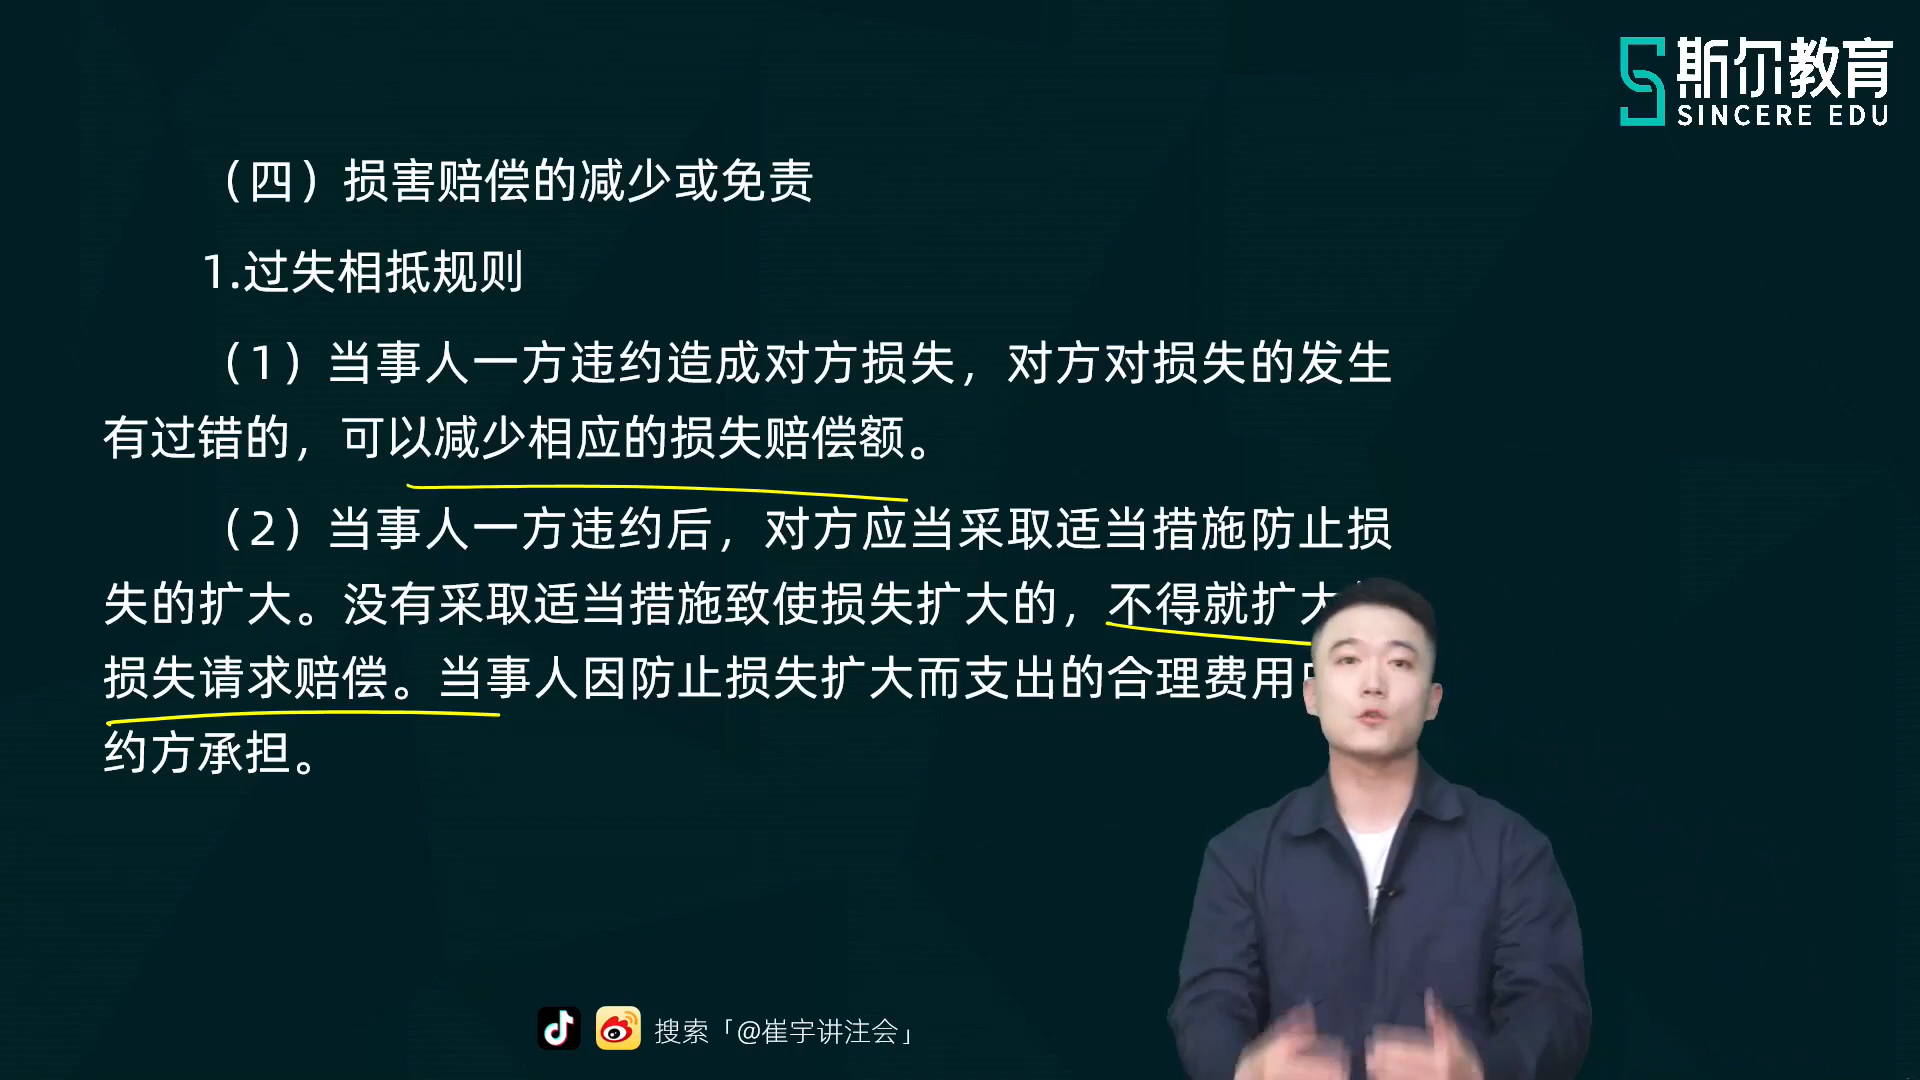 斯尔教育
SINCERE EDU
（四）损害赔偿的减少或免责
1.过失相抵规则
（1）当事人一方违约造成对方损失，对方对损失的发生
有过错的，可以减少相应的损失赔偿额。
（2）当事人一方违约后，对方应当采取适当措施防止损
失的扩大。没有采取适当措施致使损失扩大的，不得就扩大
损失请求赔偿。当事人因防止损失扩大而支出的合理费用
约方承担。
搜索「@崔宇讲注会」